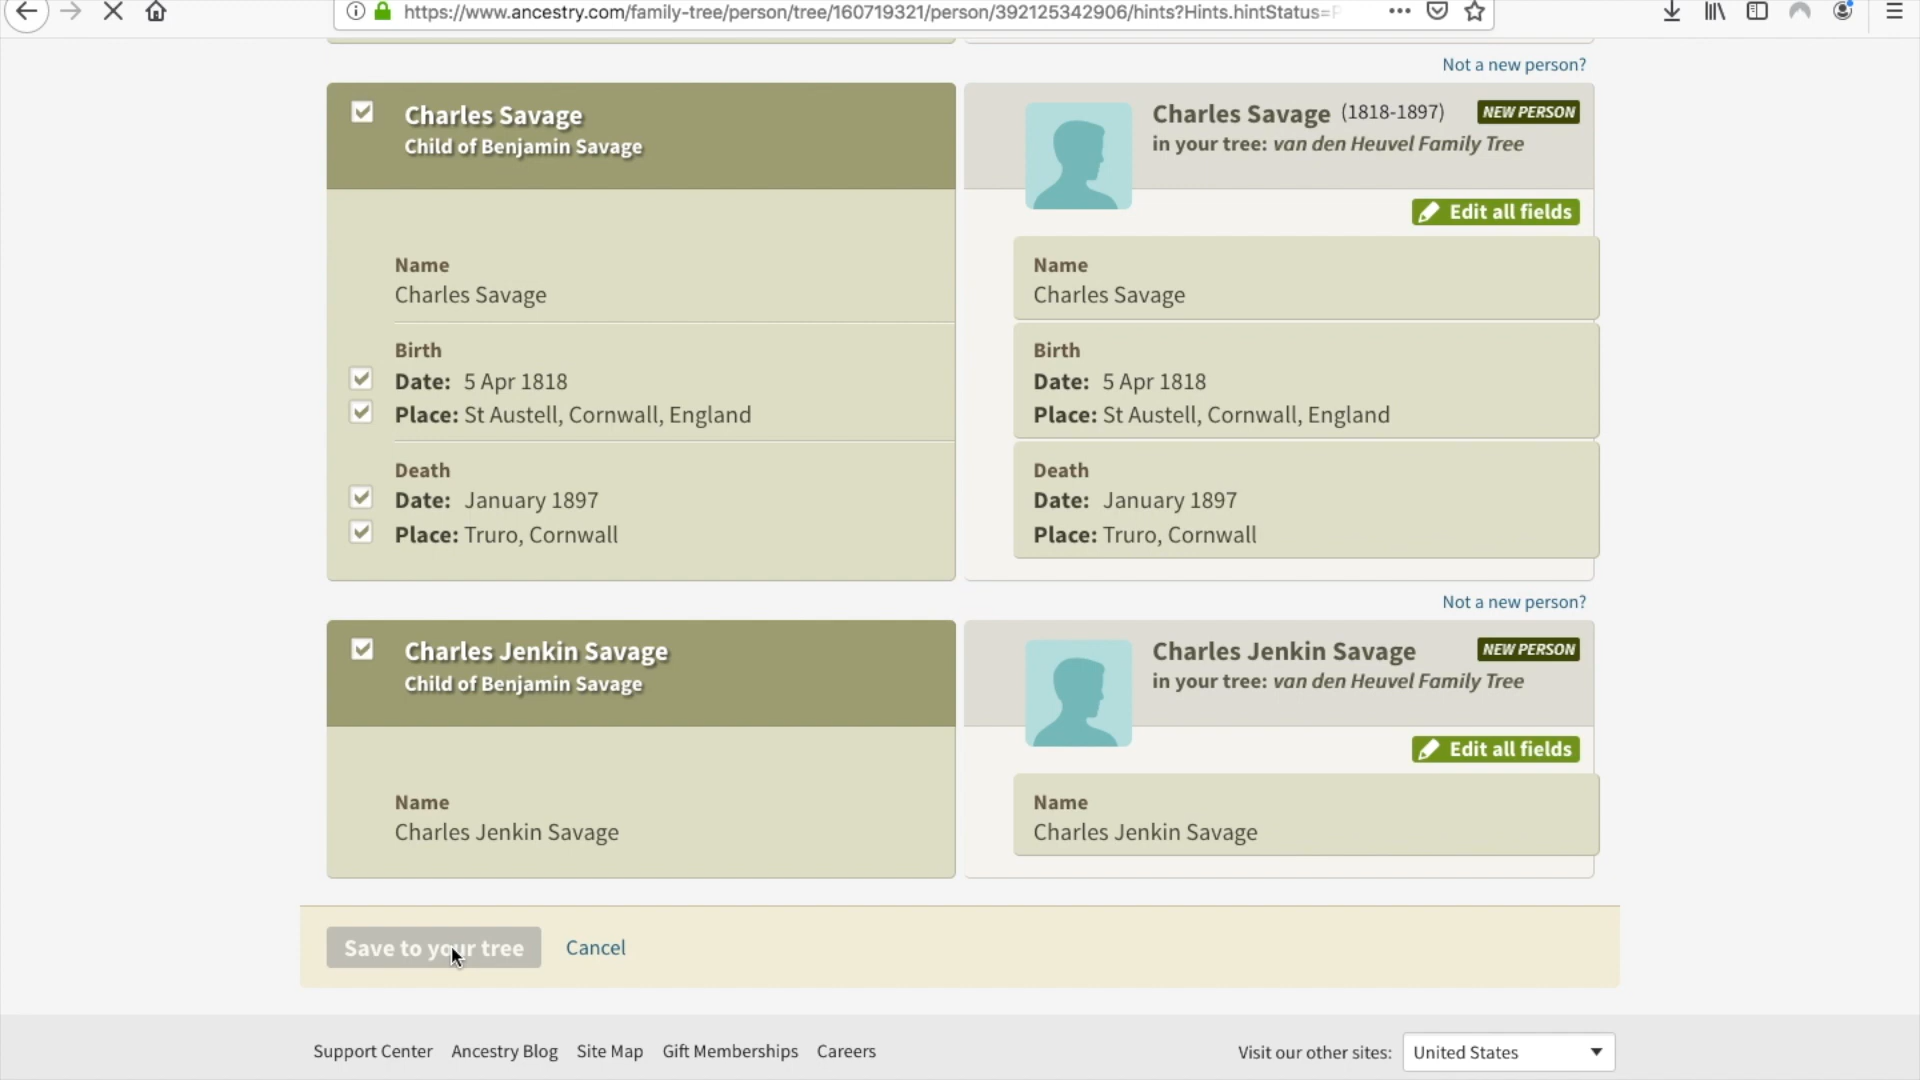 https://www.ancestry.com/family-tree/person/tree/160719321/person/392125342906/hints?Hints.hintStatus=
Not a new person?
Charles Savage
Child of Benjamin Savage
Charles Savage (1818-1897) NEW PERSON
in your tree: van den Heuvel Family Tree
Edit all fields
Name
Charles Savage
Name
Charles Savage
Birth
Date: 5 Apr 1818
Place: St Austell, Cornwall, England
Birth
Date: 5 Apr 1818
Place: St Austell, Cornwall, England
Death
Date: January 1897
Place: Truro, Cornwall
Death
Date: January 1897
Place: Truro, Cornwall
Not a new person?
Charles Jenkin Savage
Child of Benjamin Savage
Charles Jenkin Savage NEW PERSON
in your tree: van den Heuvel Family Tree
Edit all fields
Name
Charles Jenkin Savage
Name
Charles Jenkin Savage
Save to your tree Cancel
Support Center Ancestry Blog Site Map Gift Memberships Careers
Visit our other sites: United States